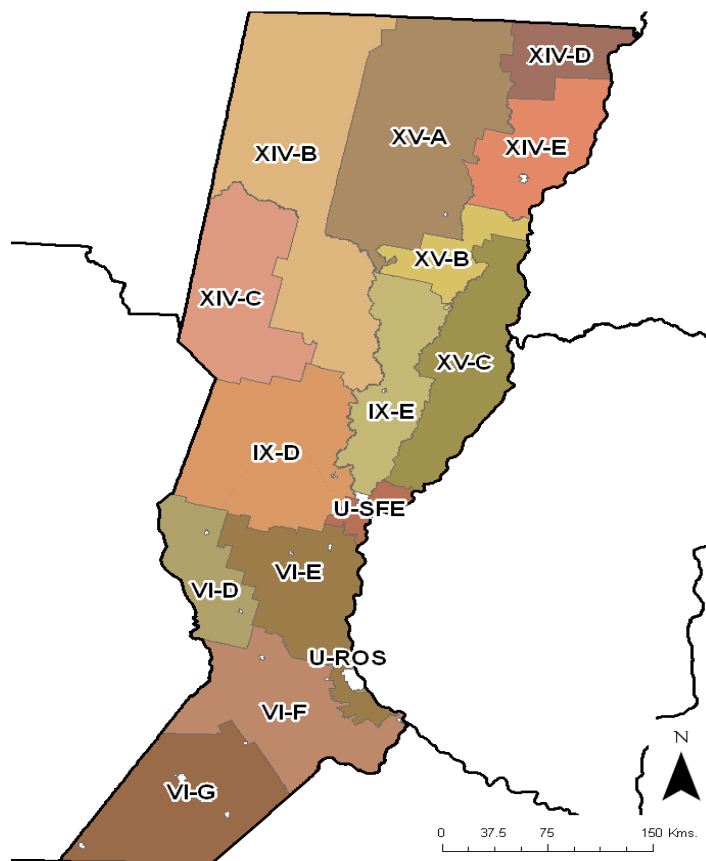 XIV-D
XIV-B
XV-A
XIV-E
XV-B
XIV-C
XV-C
IX-E
IX-D
U-SFE
VI-E
VI-D
U-ROS
VI-F
N
VI-G
0 37.5 75 150 Kms.